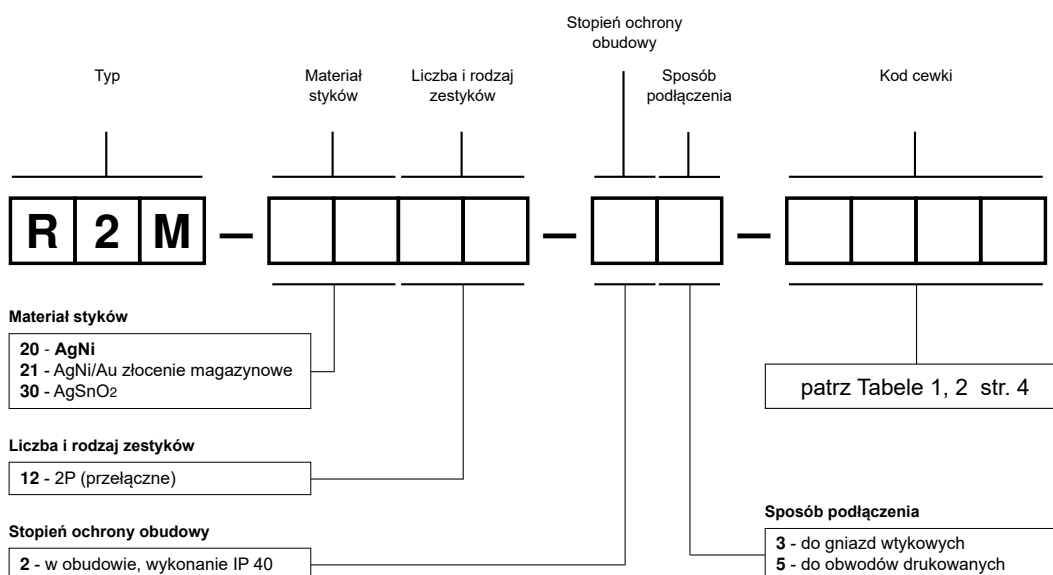 Stopień ochrony
obudowy
Typ
Materiał
styków
Liczba i rodzaj
zestyków
Sposób
podłączenia
Kod cewki
R 2 M – – –
Materiał styków
20 - AgNi
21 - AgNi/Au złocenie magazynowe
30 - AgSnO2
patrz Tabele 1, 2 str. 4
Liczba i rodzaj zestyków
12 - 2P (przełączne)
Stopień ochrony obudowy
2 - w obudowie, wykonanie IP 40
Sposób podłączenia
3 - do gniazd wtykowych
5 - do obwodów drukowanych